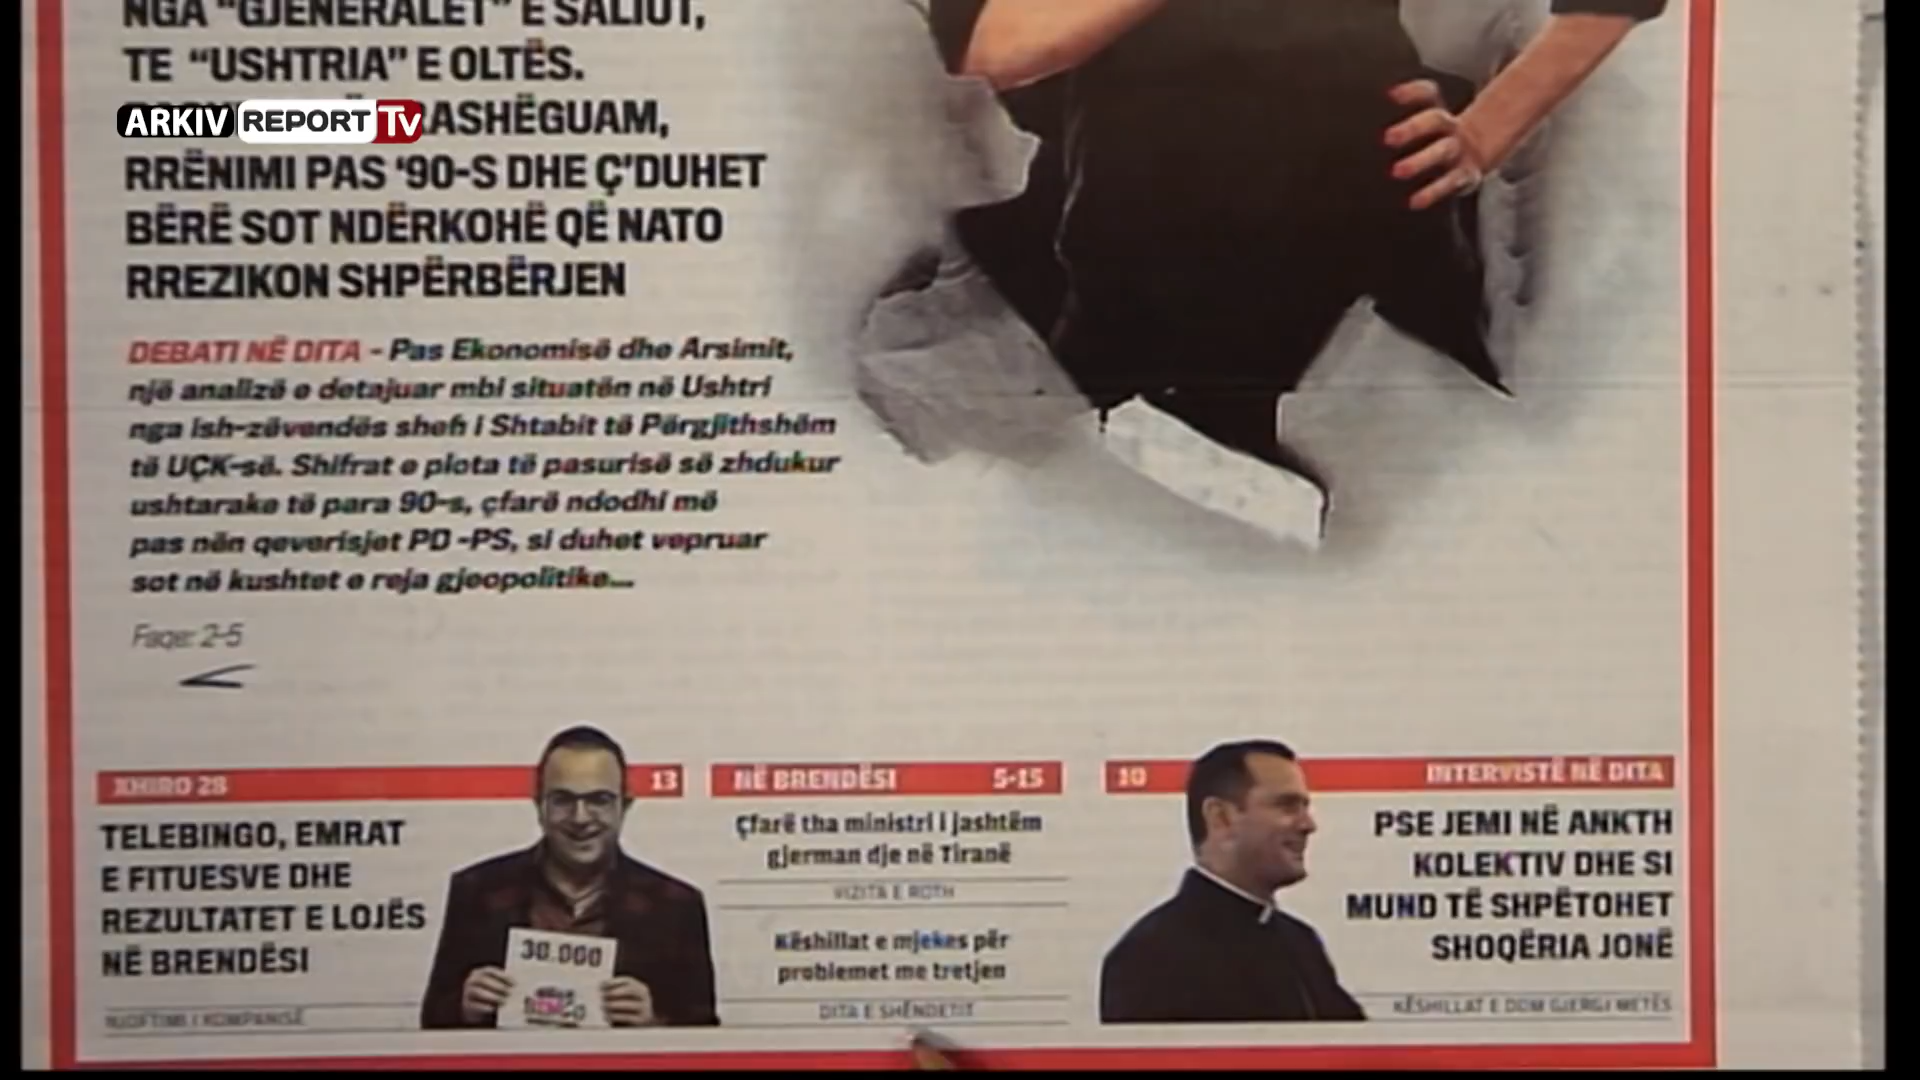 NGA “GJENERALËT” E SALIUT,
TE “USHTRIA” E OLTËS.
ARKIV REPORT Tv
RASHËGUAM,
RRËNIMI PAS ‘90-S DHE Ç’DUHET
BËRË SOT NDËRKOHË QË NATO
RREZIKON SHPËRBËRJEN
DEBATI NË DITA - Pas Ekonomisë dhe Arsimit,
një analizë e detajuar mbi situatën në Ushtri
nga ish-zëvendës shefi i Shtabit të Përgjithshëm
të UÇK-së. Shifrat e plota të pasurisë së zhdukur
ushtarake të para 90-s, çfarë ndodhi më
pas nën qeverisjet PD -PS, si duhet vepruar
sot në kushtet e reja gjeopolitike...
Faqe: 2-5
XHIRO 28 13
TELEBINGO, EMRAT
E FITUESVE DHE
REZULTATET E LOJËS
NË BRENDËSI
NJOFTIMI I KOMPANISË
30.000
NË BRENDËSI 5-15
Çfarë tha ministri i jashtëm
gjerman dje në Tiranë
VIZITA E ROTH
Këshillat e mjekes për
problemet me tretjen
DITA E SHËNDETIT
10 INTERVISTË NË DITA
PSE JEMI NË ANKTH
KOLEKTIV DHE SI
MUND TË SHPËTOHET
SHOQËRIA JONË
KËSHILLAT E DOM GJERGJ METËS